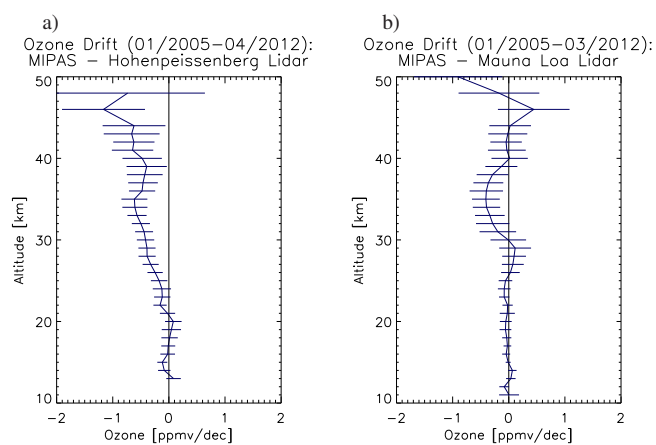 a)
Ozone Drift (01/2005-04/2012):
MIPAS - Hohenpeissenberg Lidar
50
40
30
20
10
Altitude [km]
-2 -1 0 1 2
Ozone [ppmv/dec]
b)
Ozone Drift (01/2005-03/2012):
MIPAS - Mauna Loa Lidar
50
40
30
20
10
Altitude [km]
-2 -1 0 1 2
Ozone [ppmv/dec]